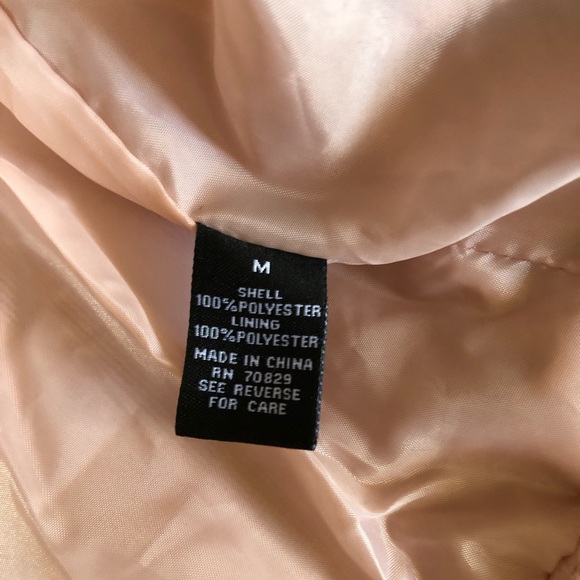 M
SHELL
100%POLYESTER
LINING
100%POLYESTER
MADE IN CHINA
RN 70829
SEE REVERSE
FOR CARE